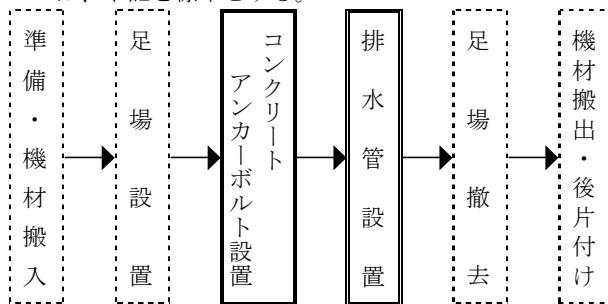 準備・機材搬入
足場設置
コンクリート
アンカーボルト設置
排水管設置
足場撤去
機材搬出・後片付け